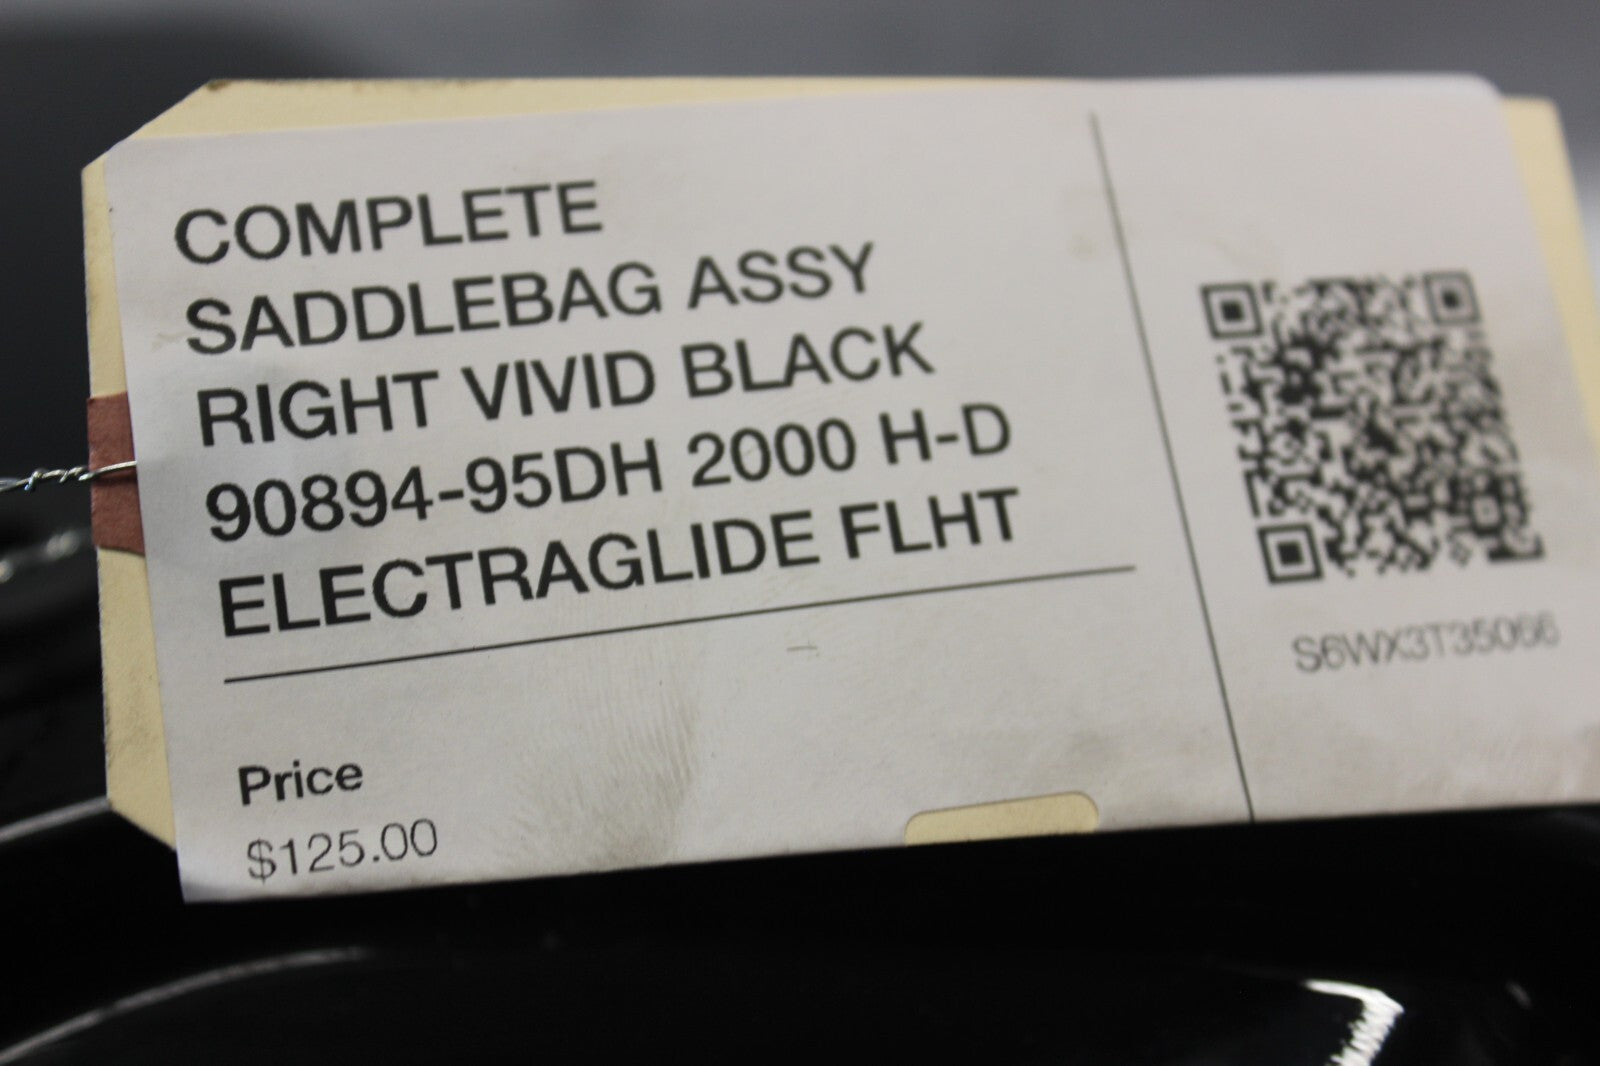 COMPLETE
SADDLEBAG ASSY
RIGHT VIVID BLACK
90894-95DH 2000 H-D
ELECTRAGLIDE FLHT
Price
$125.00
S6WX3T35066